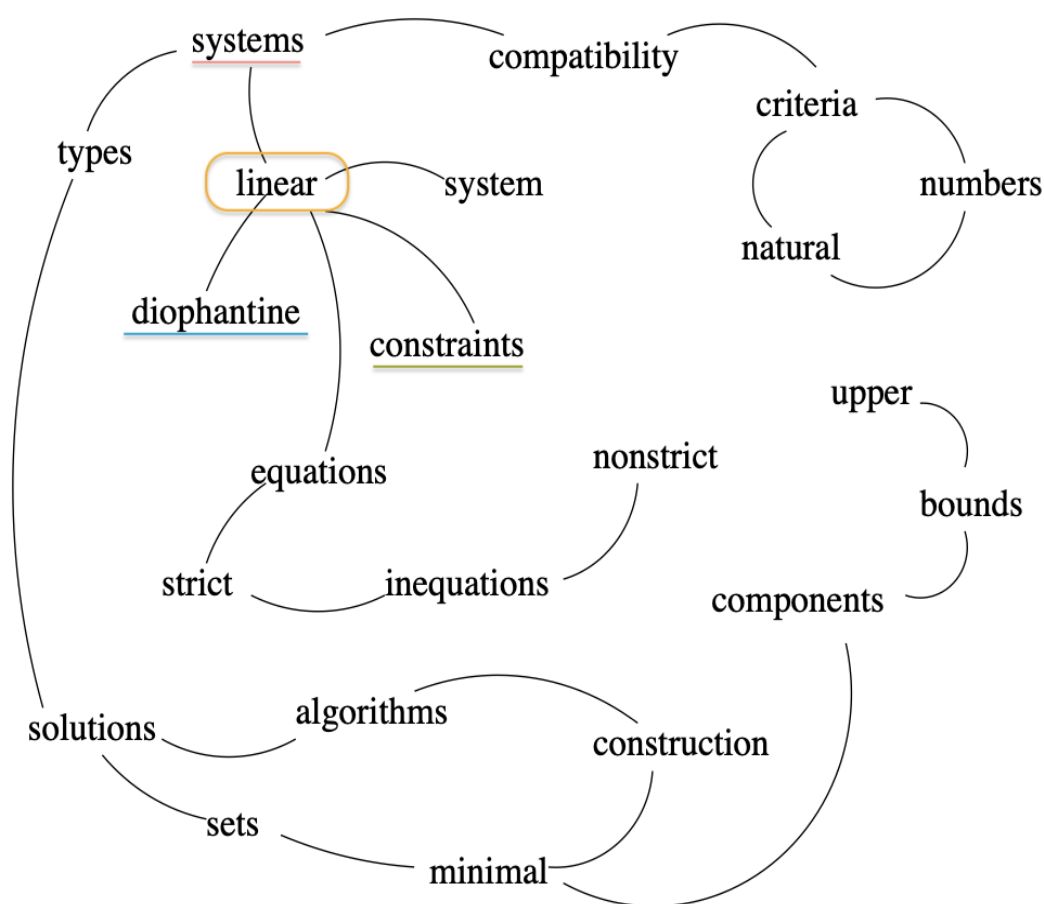 systems
compatibility
criteria
types
linear
system
numbers
natural
diophantine
constraints
upper
equations
nonstrict
bounds
strict
inequations
components
solutions
algorithms
construction
sets
minimal